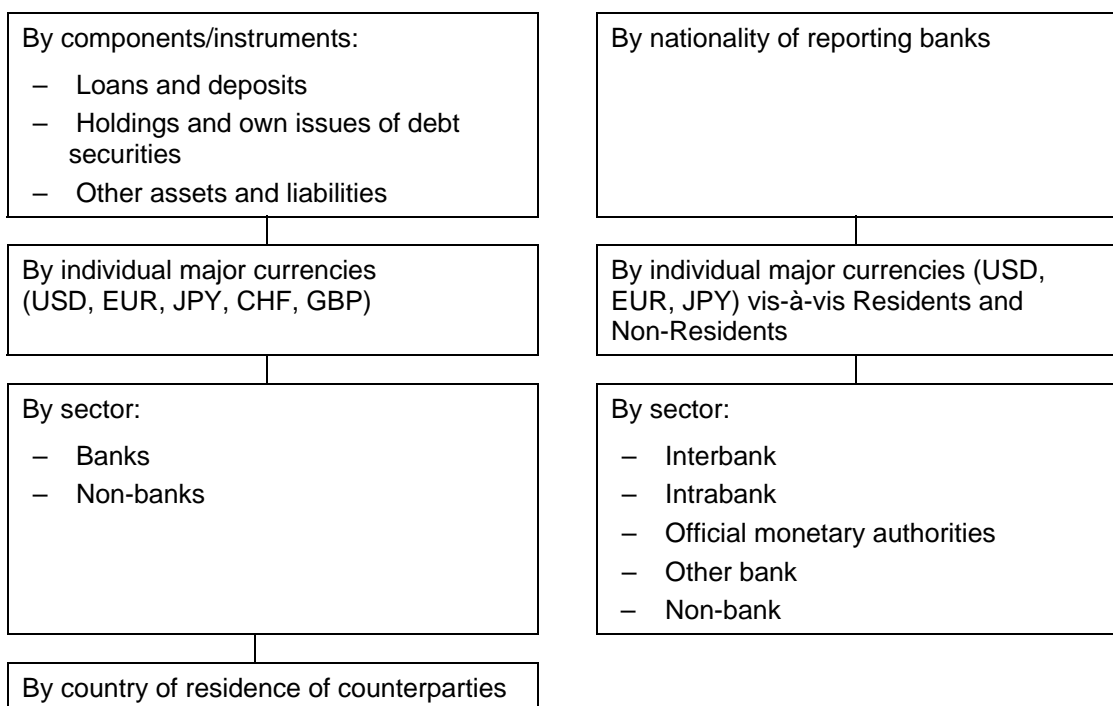 By components/instruments:
– Loans and deposits
– Holdings and own issues of debt
securities
– Other assets and liabilities
By individual major currencies
(USD, EUR, JPY, CHF, GBP)
By sector:
– Banks
– Non-banks
By country of residence of counterparties
By nationality of reporting banks
By individual major currencies (USD,
EUR, JPY) vis-à-vis Residents and
Non-Residents
By sector:
– Interbank
– Intrabank
– Official monetary authorities
– Other bank
– Non-bank